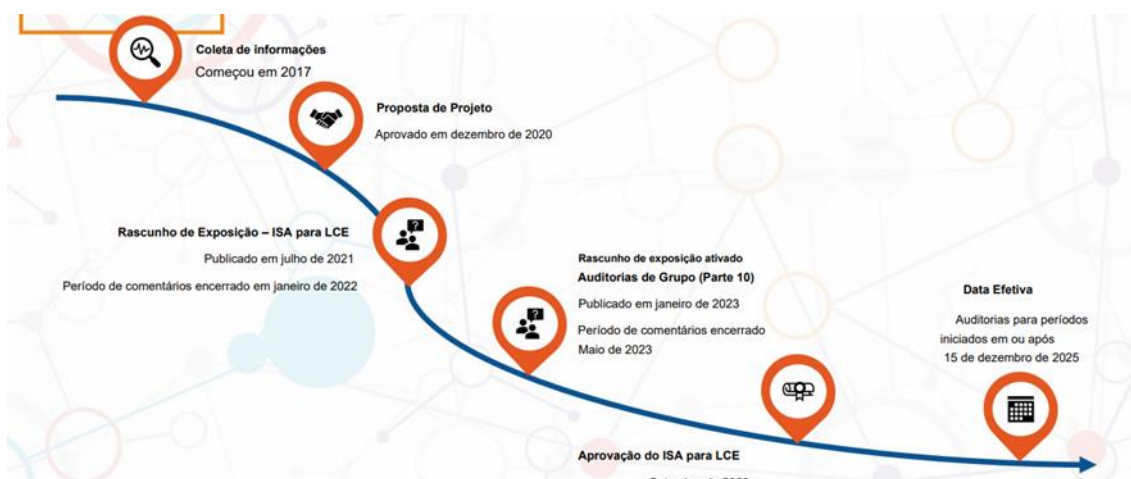 Coleta de informações
Começou em 2017
Proposta de Projeto
Aprovado em dezembro de 2020
Rascunho de Exposição – ISA para LCE
Publicado em julho de 2021
Período de comentários encerrado em janeiro de 2022
Rascunho de exposição ativado
Auditorias de Grupo (Parte 10)
Publicado em janeiro de 2023
Período de comentários encerrado
Maio de 2023
Data Efetiva
Auditorias para períodos
iniciados em ou após
15 de dezembro de 2025
Aprovação do ISA para LCE